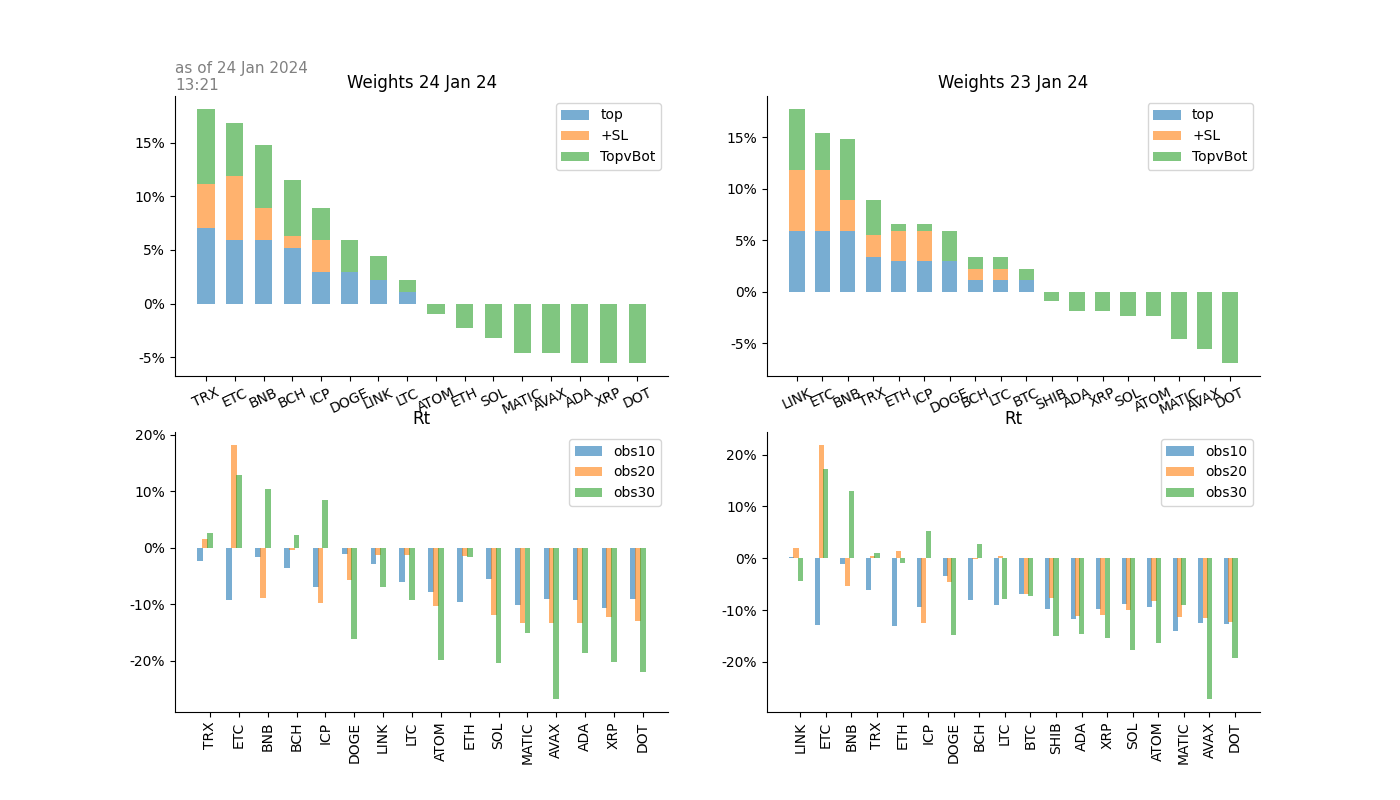 as of 24 Jan 2024
13:21
Weights 24 Jan 24
15%
10%
5%
0%
-5%
top
+SL
TopvBot
TRX ETC BNB BCH ICP DOGE LINK LTC ATOM ETH SOL MATIC AVAX ADA XRP DOT
Weights 23 Jan 24
15%
10%
5%
0%
-5%
top
+SL
TopvBot
LINK ETC BNB TRX ETH ICP DOGE BCH LTC BTC SHIB ADA XRP SOL ATOM MATIC AVAX DOT
Rt
20%
10%
0%
-10%
-20%
obs10
obs20
obs30
TRX ETC BNB BCH ICP DOGE LINK LTC ATOM ETH SOL MATIC AVAX ADA XRP DOT
Rt
20%
10%
0%
-10%
-20%
obs10
obs20
obs30
LINK ETC BNB TRX ETH ICP DOGE BCH LTC BTC SHIB ADA XRP SOL ATOM MATIC AVAX DOT